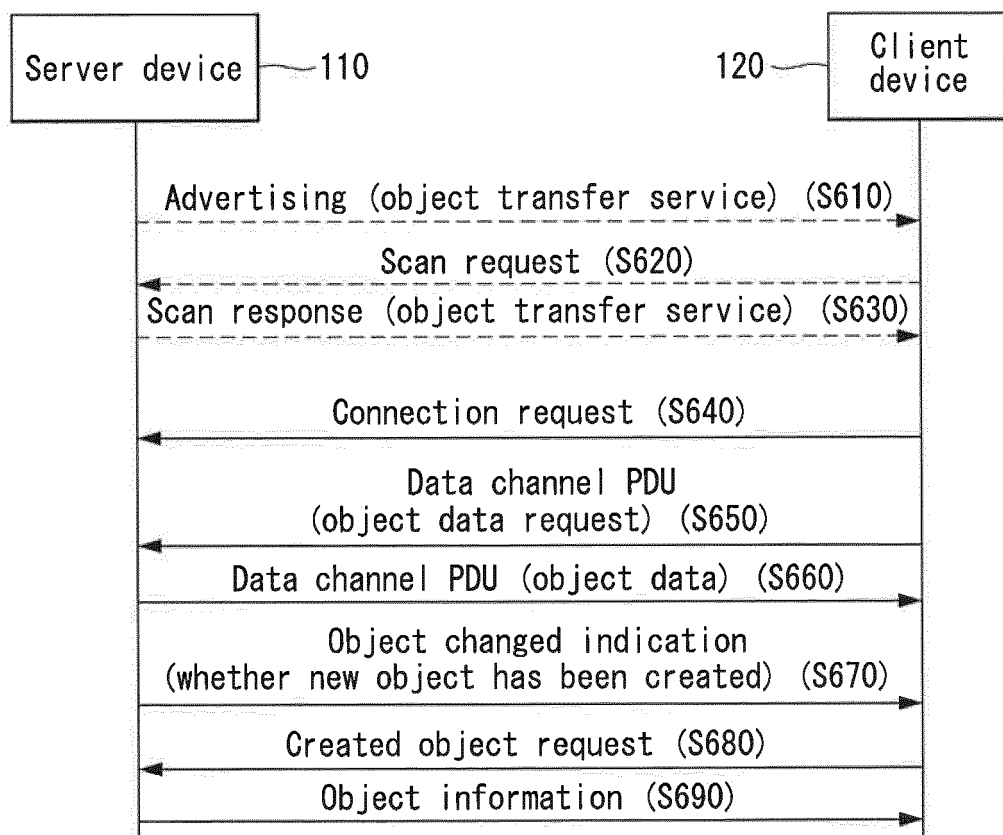 Server device
110
120
Client
device
Advertising (object transfer service) (S610)
Scan request (S620)
Scan response (object transfer service) (S630)
Connection request (S640)
Data channel PDU
(object data request) (S650)
Data channel PDU (object data) (S660)
Object changed indication
(whether new object has been created) (S670)
Created object request (S680)
Object information (S690)